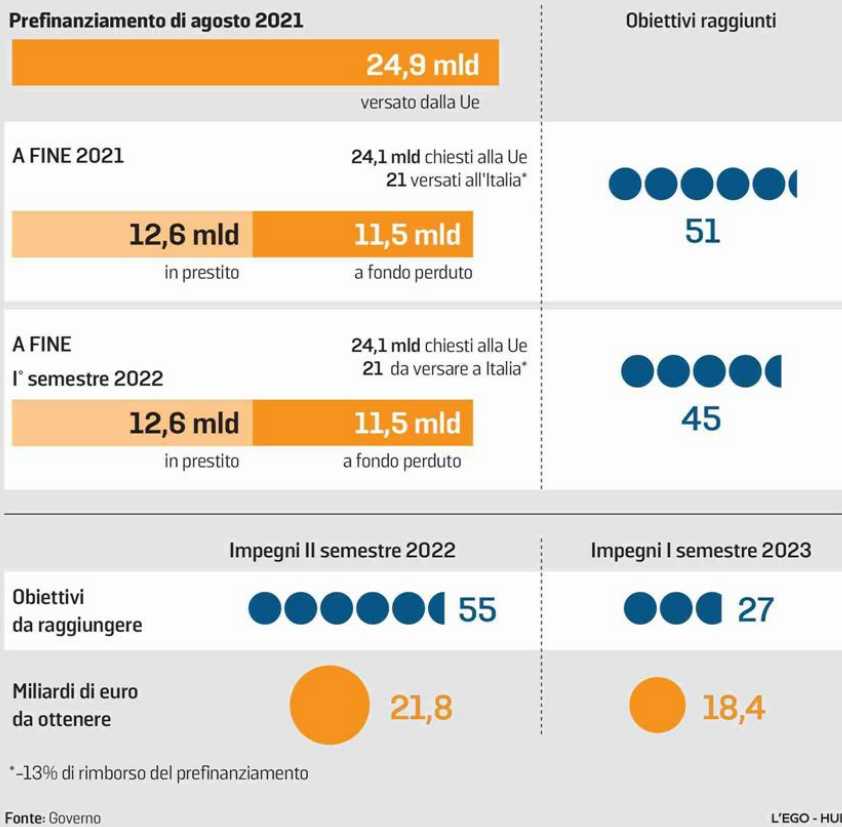 Prefinanziamento di agosto 2021
Obiettivi raggiunti
24,9 mld
versato dalla Ue
A FINE 2021
24,1 mld chiesti alla Ue
21 versati all'Italia*
12,6 mld
11,5 mld
in prestito
a fondo perduto
51
A FINE
I° semestre 2022
24,1 mld chiesti alla Ue
21 da versare a Italia*
12,6 mld
11,5 mld
in prestito
a fondo perduto
45
Impegni II semestre 2022
Impegni I semestre 2023
Obiettivi
da raggiungere
55
27
Miliardi di euro
da ottenere
21,8
18,4
*-13% di rimborso del prefinanziamento
Fonte: Governo
L'EGO - HUB